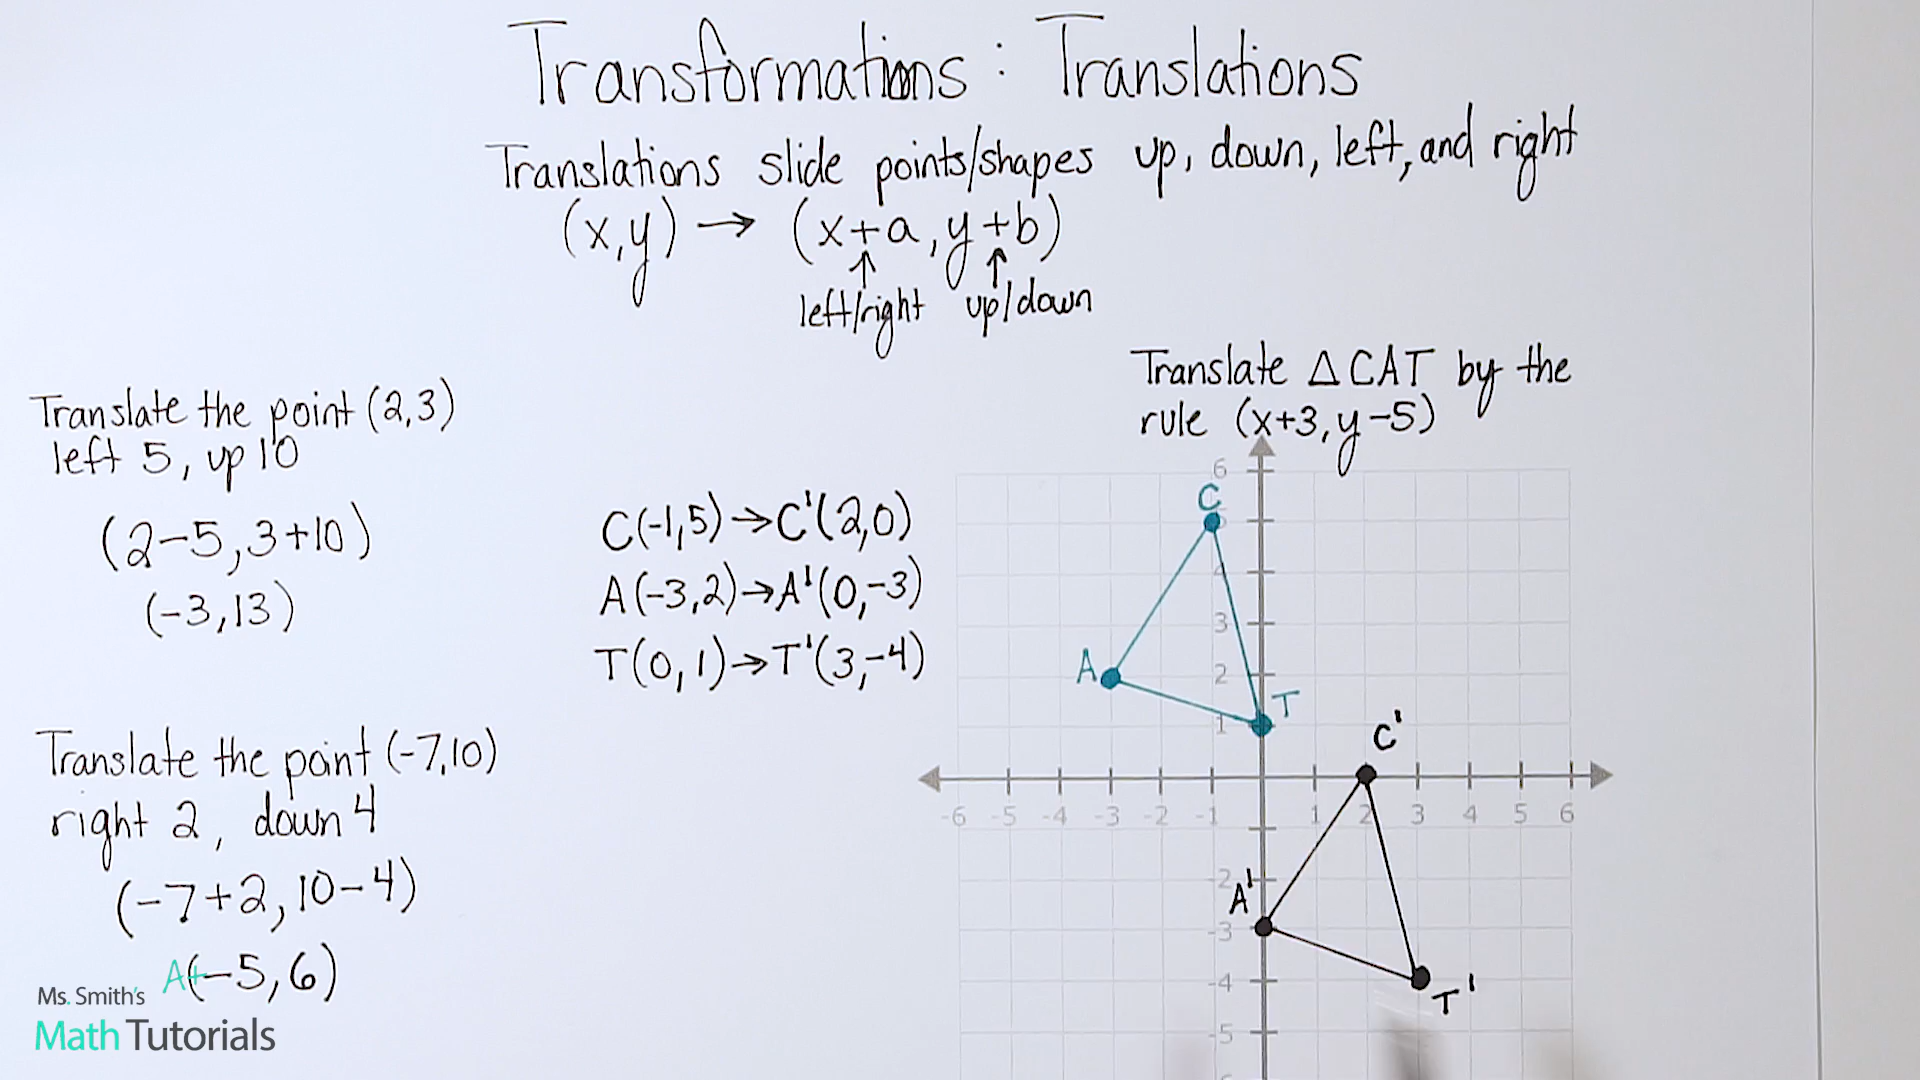 Transformations: Translations
Translations slide points/shapes up, down, left, and right
(x,y) → (x+a, y+b)
↑ ↑
left/right up/down
Translate the point (2,3)
left 5, up 10
(2-5, 3+10)
(-3, 13)
Translate the point (-7,10)
right 2, down 4
(-7+2, 10-4)
(-5, 6)
A+
Ms. Smith's
Math Tutorials
C(-1,5)→C'(2,0)
A(-3,2)→A'(0,-3)
T(0,1)→T'(3,-4)
Translate △CAT by the
rule (x+3, y-5)
6
C
5
4
3
A
2
T
1
C'
-6 -5 -4 -3 -2 -1 1 2 3 4 5 6
-2
A'
-3
-4
T'
-5